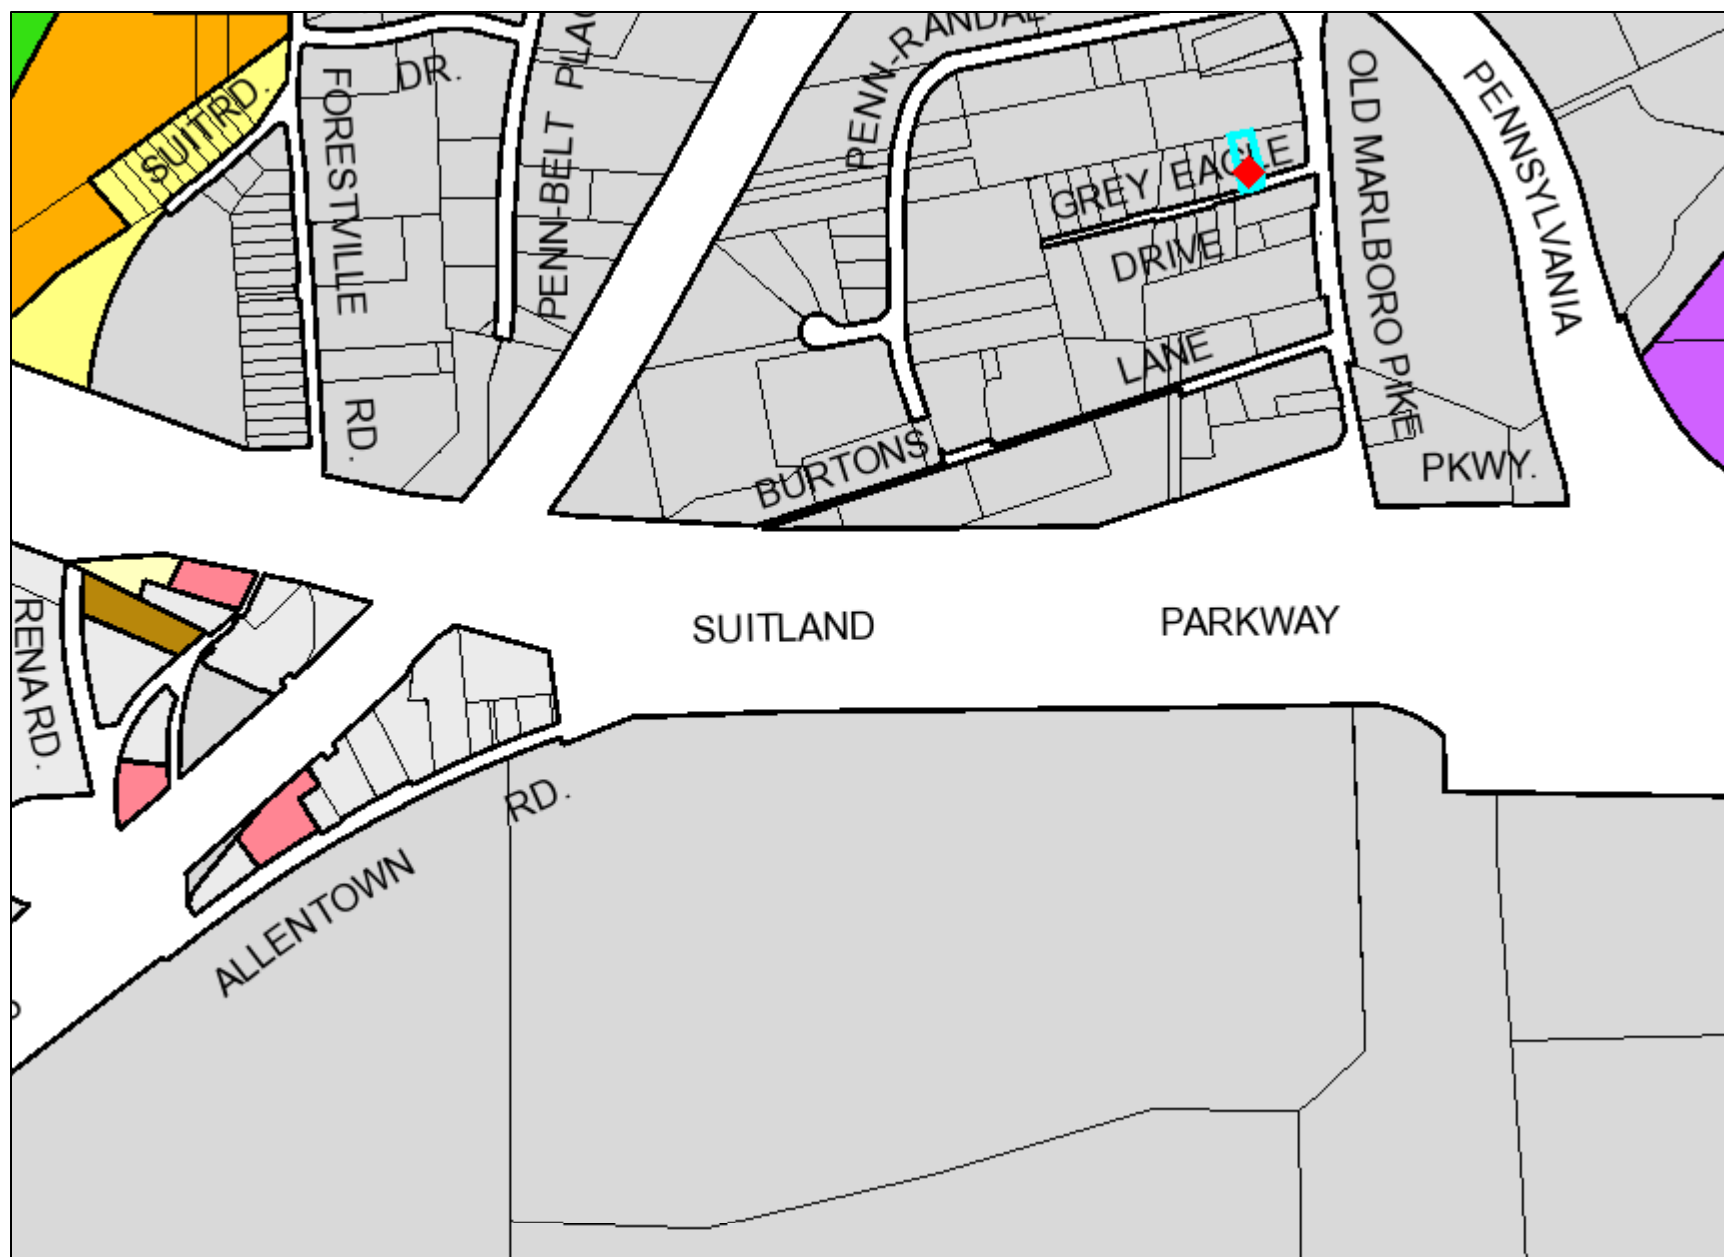 PENN-RANDAL
DR.
SUIT RD.
FORESTVILLE
RD.
PENN-BELT PLAC
GREY EAGLE
DRIVE
OLD MARLBORO PIKE
PENNSYLVANIA
LANE
BURTONS
PKWY.
RENA RD.
SUITLAND PARKWAY
RD.
ALLENTOWN